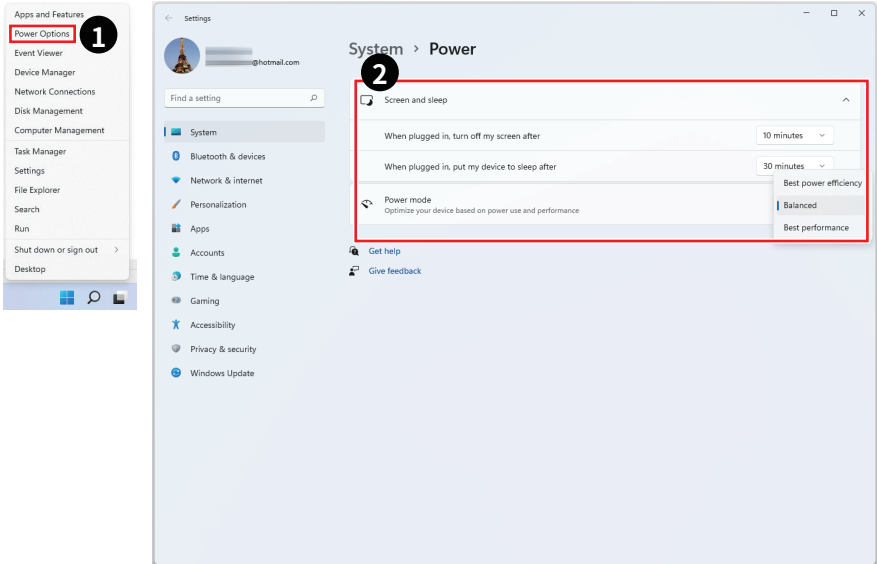 Apps and Features
Power Options
1
Event Viewer
Device Manager
Network Connections
Disk Management
Computer Management
Task Manager
Settings
File Explorer
Search
Run
Shut down or sign out
Desktop
Settings
@hotmail.com
Find a setting
System
Bluetooth & devices
Network & internet
Personalization
Apps
Accounts
Time & language
Gaming
Accessibility
Privacy & security
Windows Update
System > Power
2
Screen and sleep
When plugged in, turn off my screen after
10 minutes
When plugged in, put my device to sleep after
30 minutes
Power mode
Optimize your device based on power use and performance
Best power efficiency
Balanced
Best performance
Get help
Give feedback